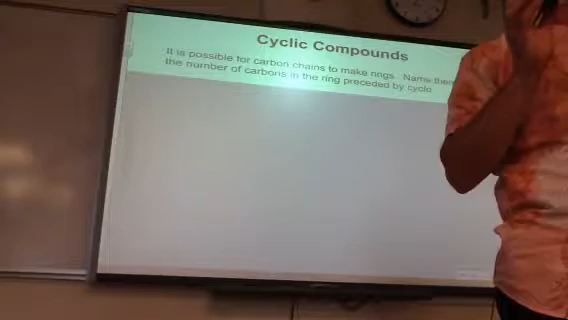 Cyclic Compounds
It is possible for carbon chains to make rings. Name them
the number of carbons in the ring preceded by cyclo